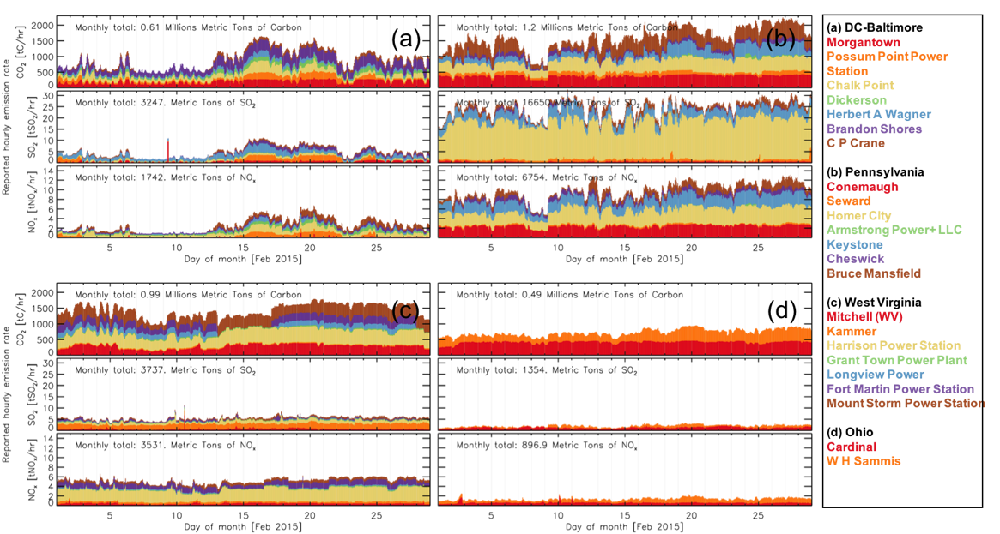 Monthly total: 0.61 Millions Metric Tons of Carbon
(a)
CO2 [tC/hr]
2000
1500
1000
500
0
Monthly total: 3247. Metric Tons of SO2
SO2 [tSO2/hr]
30
25
20
15
10
5
0
Monthly total: 1742. Metric Tons of NOx
NOx [tNO2/hr]
14
12
10
8
6
4
2
0
Reported hourly emission rate
5 10 15 20 25
Day of month [Feb 2015]
Monthly total: 1.2 Millions Metric Tons of Carbon
(b)
Monthly total: 16650 Metric Tons of SO2
Monthly total: 6754. Metric Tons of NOx
5 10 15 20 25
Day of month [Feb 2015]
Monthly total: 0.99 Millions Metric Tons of Carbon
(c)
CO2 [tC/hr]
2000
1500
1000
500
0
Monthly total: 3737. Metric Tons of SO2
SO2 [tSO2/hr]
30
25
20
15
10
5
0
Monthly total: 3531. Metric Tons of NOx
NOx [tNO2/hr]
14
12
10
8
6
4
2
0
Reported hourly emission rate
5 10 15 20 25
Day of month [Feb 2015]
Monthly total: 0.49 Millions Metric Tons of Carbon
(d)
Monthly total: 1354. Metric Tons of SO2
Monthly total: 896.9 Metric Tons of NOx
5 10 15 20 25
Day of month [Feb 2015]
(a) DC-Baltimore
Morgantown
Possum Point Power
Station
Chalk Point
Dickerson
Herbert A Wagner
Brandon Shores
C P Crane
(b) Pennsylvania
Conemaugh
Seward
Homer City
Armstrong Power+ LLC
Keystone
Cheswick
Bruce Mansfield
(c) West Virginia
Mitchell (WV)
Kammer
Harrison Power Station
Grant Town Power Plant
Longview Power
Fort Martin Power Station
Mount Storm Power Station
(d) Ohio
Cardinal
W H Sammis